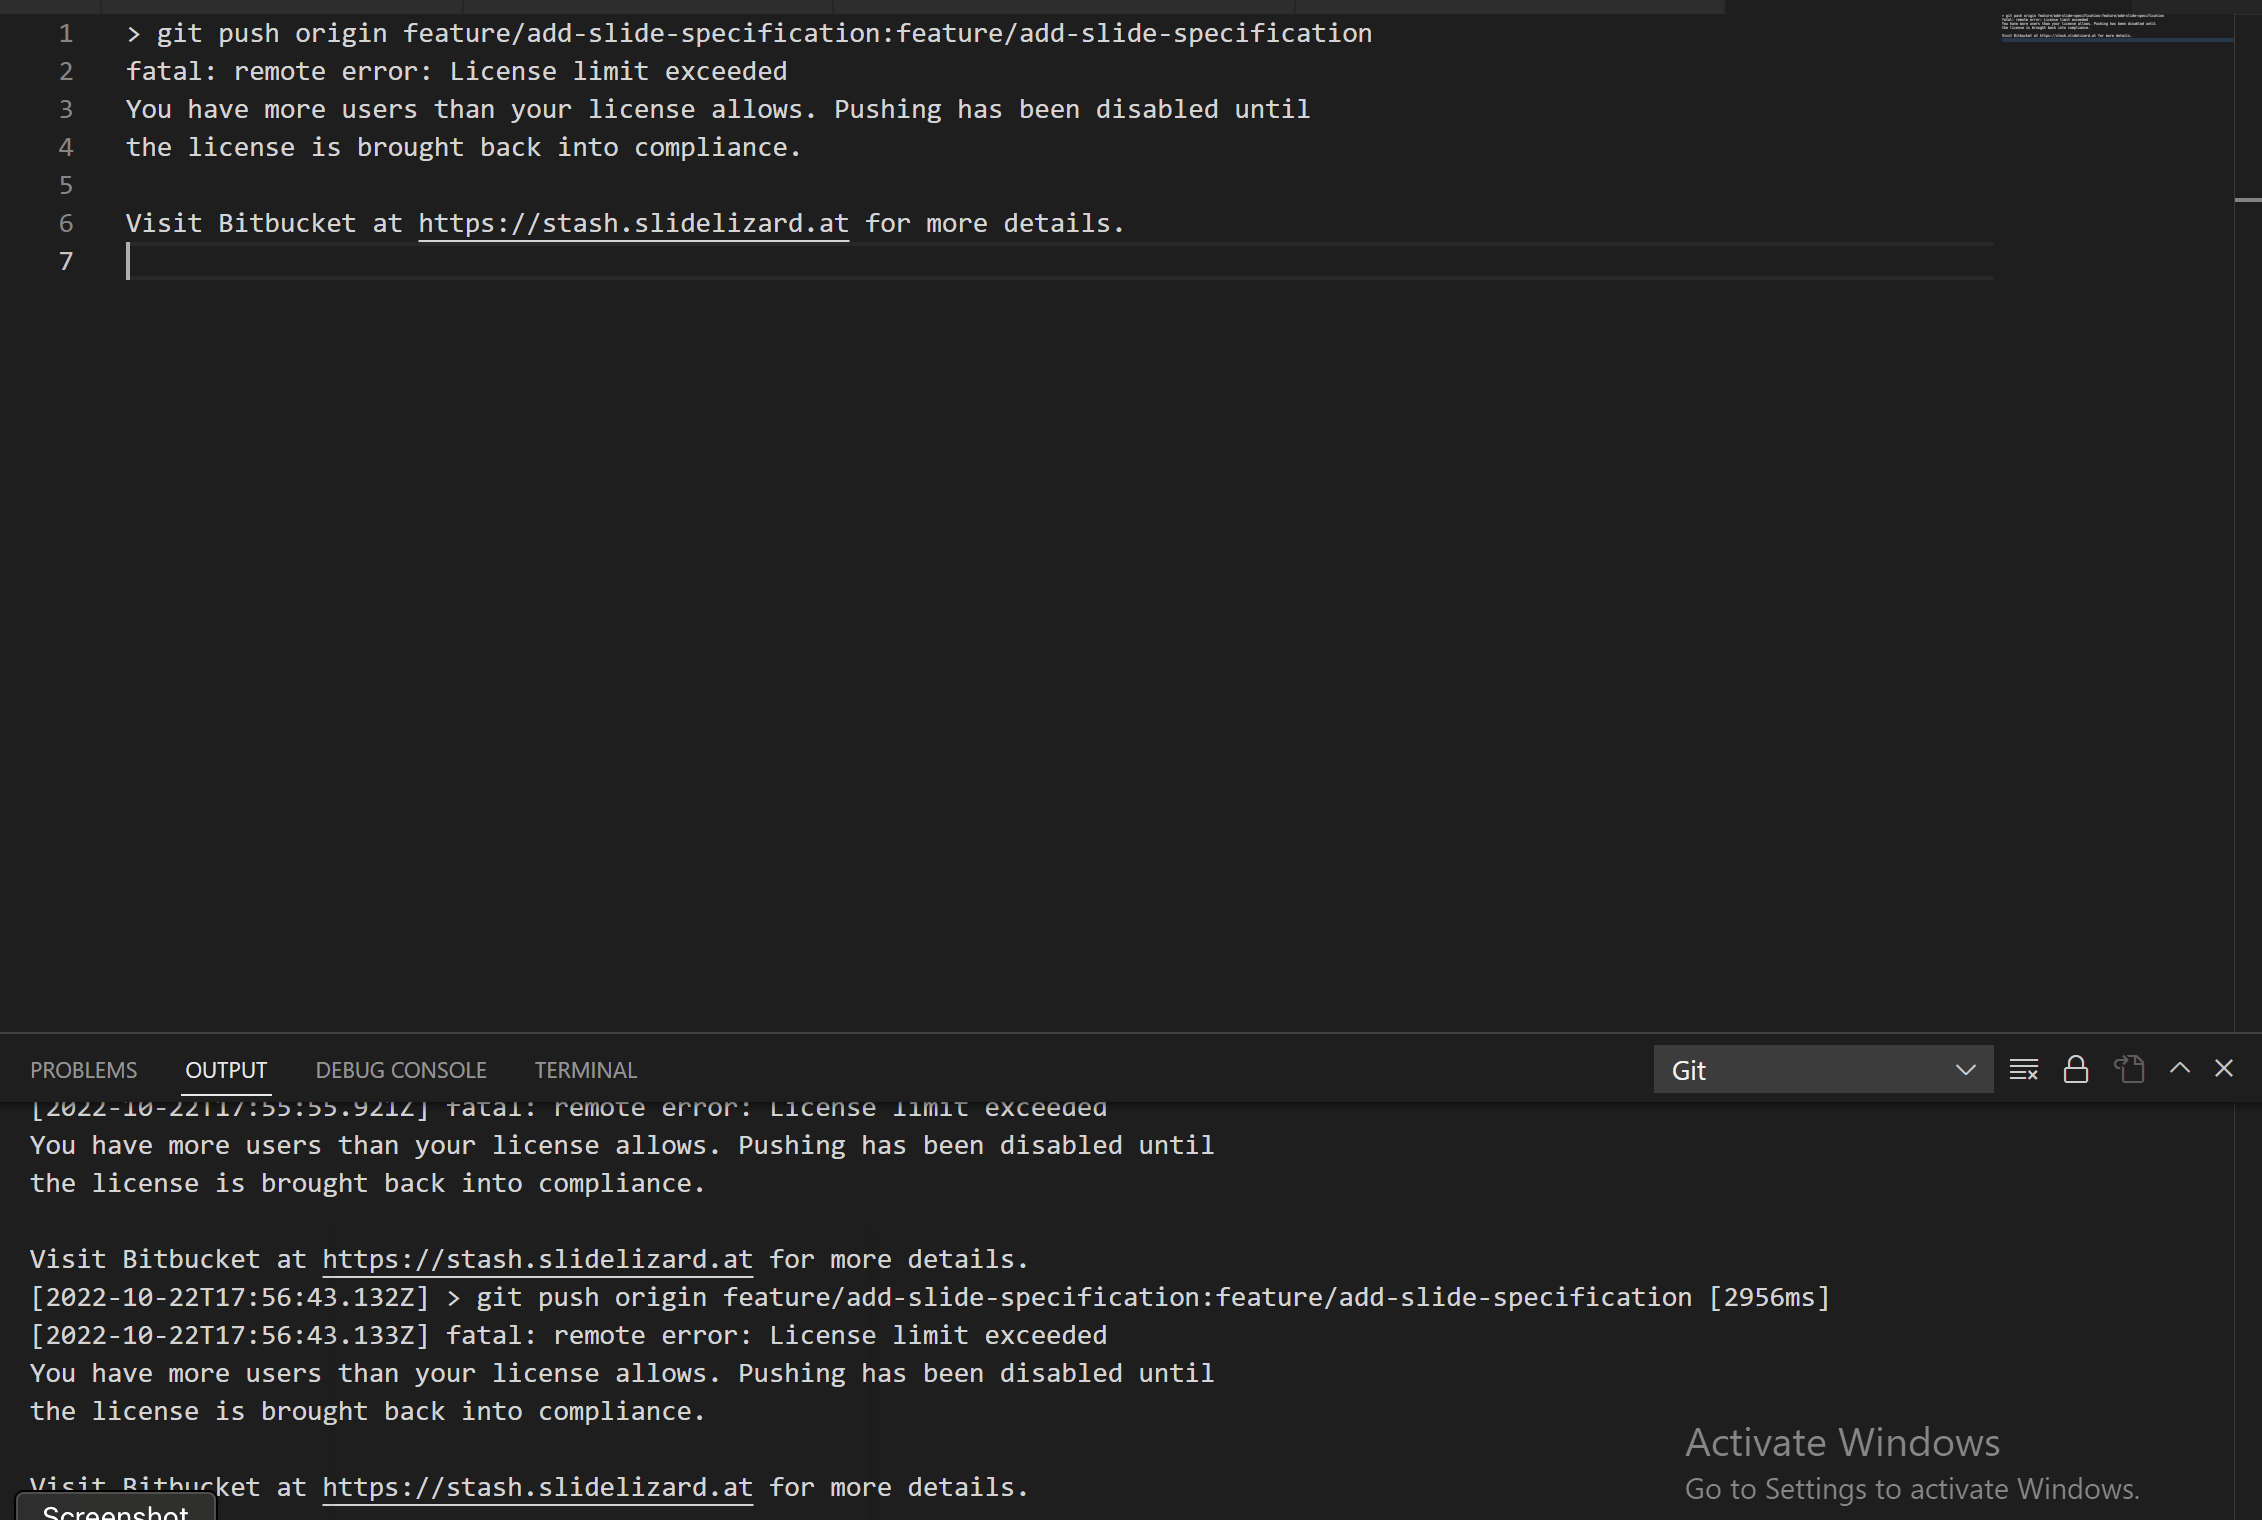 1 > git push origin feature/add-slide-specification:feature/add-slide-specification
2 fatal: remote error: License limit exceeded
3 You have more users than your license allows. Pushing has been disabled until
4 the license is brought back into compliance.
5
6 Visit Bitbucket at https://stash.slidelizard.at for more details.
7
PROBLEMS OUTPUT DEBUG CONSOLE TERMINAL Git
[2022-10-22T17:55:55.921Z] fatal: remote error: License limit exceeded
You have more users than your license allows. Pushing has been disabled until
the license is brought back into compliance.
Visit Bitbucket at https://stash.slidelizard.at for more details.
[2022-10-22T17:56:43.132Z] > git push origin feature/add-slide-specification:feature/add-slide-specification [2956ms]
[2022-10-22T17:56:43.133Z] fatal: remote error: License limit exceeded
You have more users than your license allows. Pushing has been disabled until
the license is brought back into compliance.
Activate Windows
Go to Settings to activate Windows.
Visit Bitbucket at https://stash.slidelizard.at for more details.
Screenshot